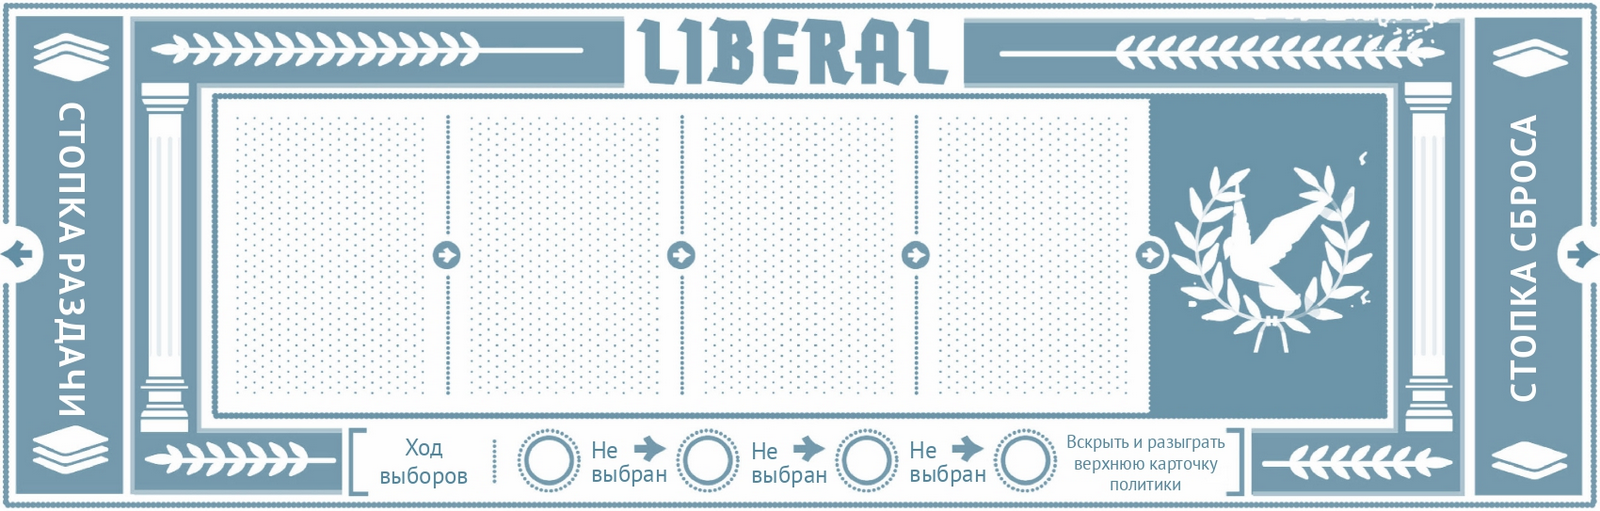 LIBERAL
СТОПКА РАЗДАЧИ
СТОПКА СБРОСА
Ход
выборов
Не
выбран
Не
выбран
Не
выбран
Вскрыть и разыграть
верхнюю карточку
политики